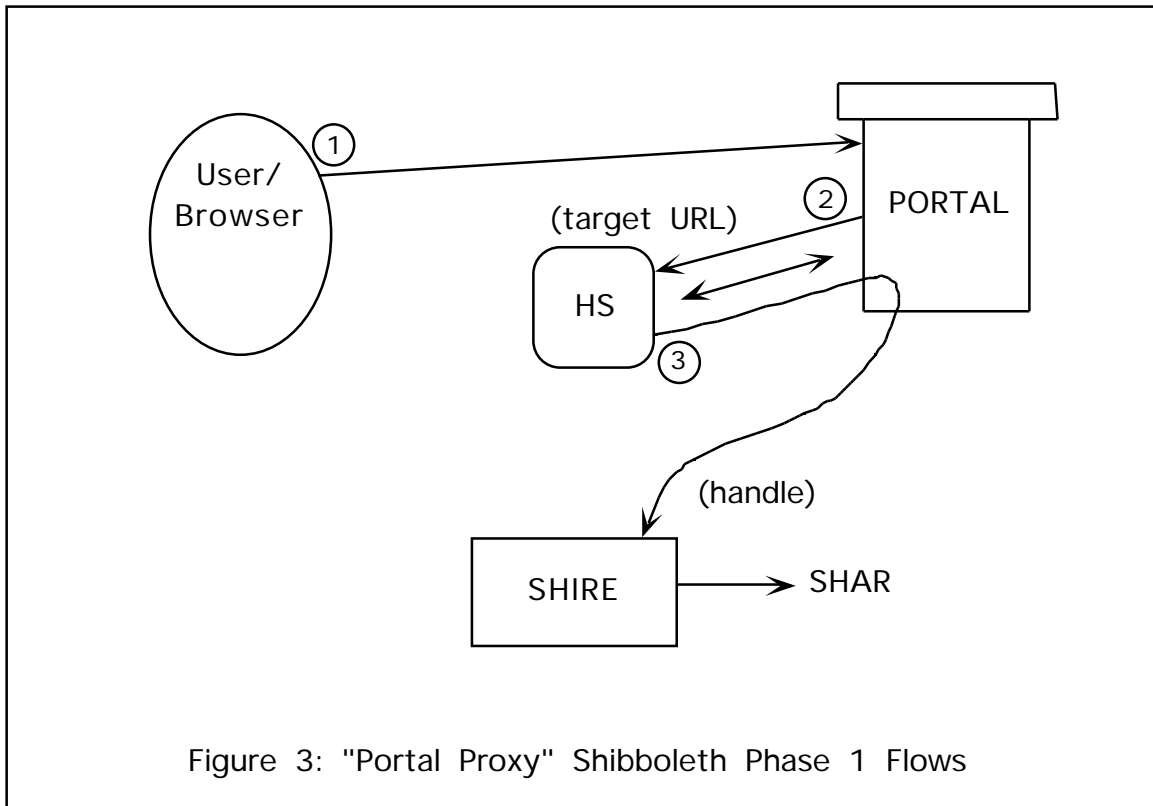 1
User/
Browser
PORTAL
2
(target URL)
HS
3
(handle)
SHIRE
SHAR
Figure 3: "Portal Proxy" Shibboleth Phase 1 Flows